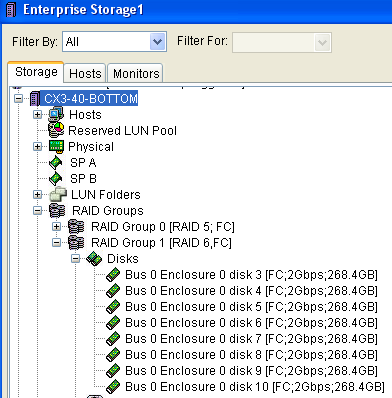 Enterprise Storage1
Filter By: All Filter For:
Storage Hosts Monitors
CX3-40-BOTTOM
Hosts
Reserved LUN Pool
Physical
SP A
SP B
LUN Folders
RAID Groups
RAID Group 0 [RAID 5; FC]
RAID Group 1 [RAID 6,FC]
Disks
Bus 0 Enclosure 0 disk 3 [FC;2Gbps;268.4GB]
Bus 0 Enclosure 0 disk 4 [FC;2Gbps;268.4GB]
Bus 0 Enclosure 0 disk 5 [FC;2Gbps;268.4GB]
Bus 0 Enclosure 0 disk 6 [FC;2Gbps;268.4GB]
Bus 0 Enclosure 0 disk 7 [FC;2Gbps;268.4GB]
Bus 0 Enclosure 0 disk 8 [FC;2Gbps;268.4GB]
Bus 0 Enclosure 0 disk 9 [FC;2Gbps;268.4GB]
Bus 0 Enclosure 0 disk 10 [FC;2Gbps;268.4GB]